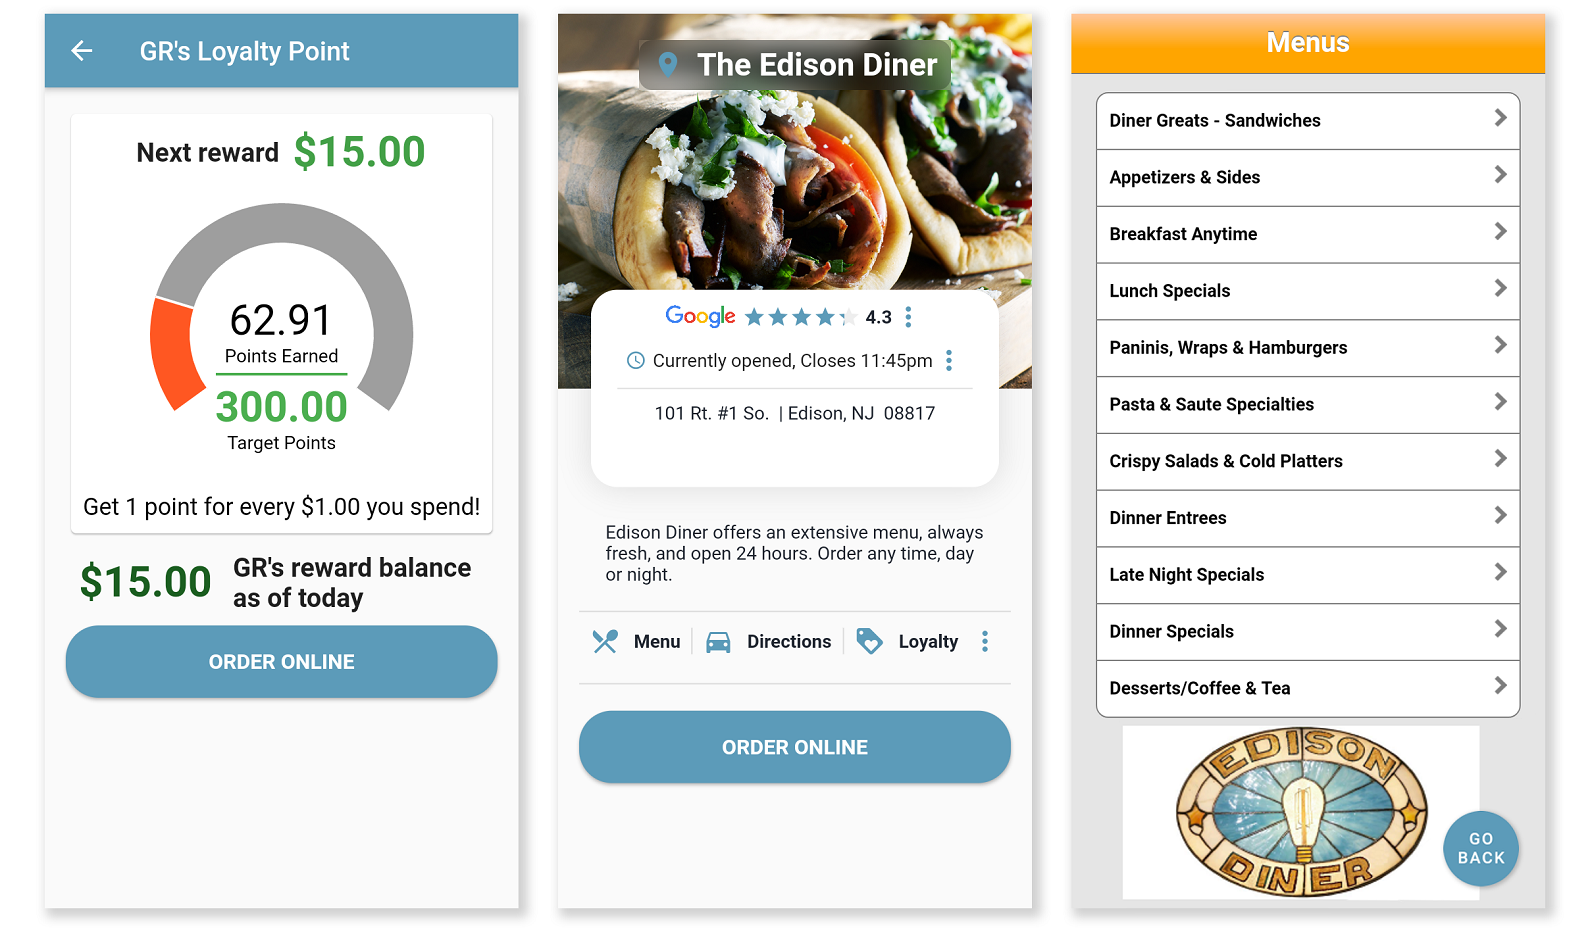 GR's Loyalty Point
Next reward $15.00
62.91
Points Earned
300.00
Target Points
Get 1 point for every $1.00 you spend!
$15.00 GR's reward balance
as of today
ORDER ONLINE
The Edison Diner
Google 4.3
Currently opened, Closes 11:45pm
101 Rt. #1 So. | Edison, NJ 08817
Edison Diner offers an extensive menu, always
fresh, and open 24 hours. Order any time, day
or night.
Menu Directions Loyalty
ORDER ONLINE
Menus
Diner Greats - Sandwiches
Appetizers & Sides
Breakfast Anytime
Lunch Specials
Paninis, Wraps & Hamburgers
Pasta & Saute Specialties
Crispy Salads & Cold Platters
Dinner Entrees
Late Night Specials
Dinner Specials
Desserts/Coffee & Tea
EDISON
DINER
GO
BACK